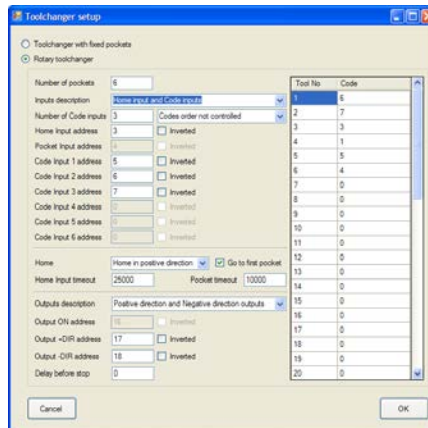 Toolchanger setup
Toolchanger with fixed pockets
Rotary toolchanger
Number of pockets 6
Inputs description Home input and Code inputs
Number of Code inputs 3 Codes order not controlled
Home Input address 3 Inverted
Pocket Input address 4 Inverted
Code Input 1 address 5 Inverted
Code Input 2 address 6 Inverted
Code Input 3 address 7 Inverted
Code Input 4 address 0 Inverted
Code Input 5 address 0 Inverted
Code Input 6 address 0 Inverted
Home Home in positive direction Go to first pocket
Home Input timeout 25000 Pocket timeout 10000
Outputs description Positive direction and Negative direction outputs
Output ON address 16 Inverted
Output +DIR address 17 Inverted
Output -DIR address 18 Inverted
Delay before stop 0
Tool No Code
1 6
2 7
3 3
4 1
5 5
6 4
7 0
8 0
9 0
10 0
11 0
12 0
13 0
14 0
15 0
16 0
17 0
18 0
19 0
20 0
Cancel OK